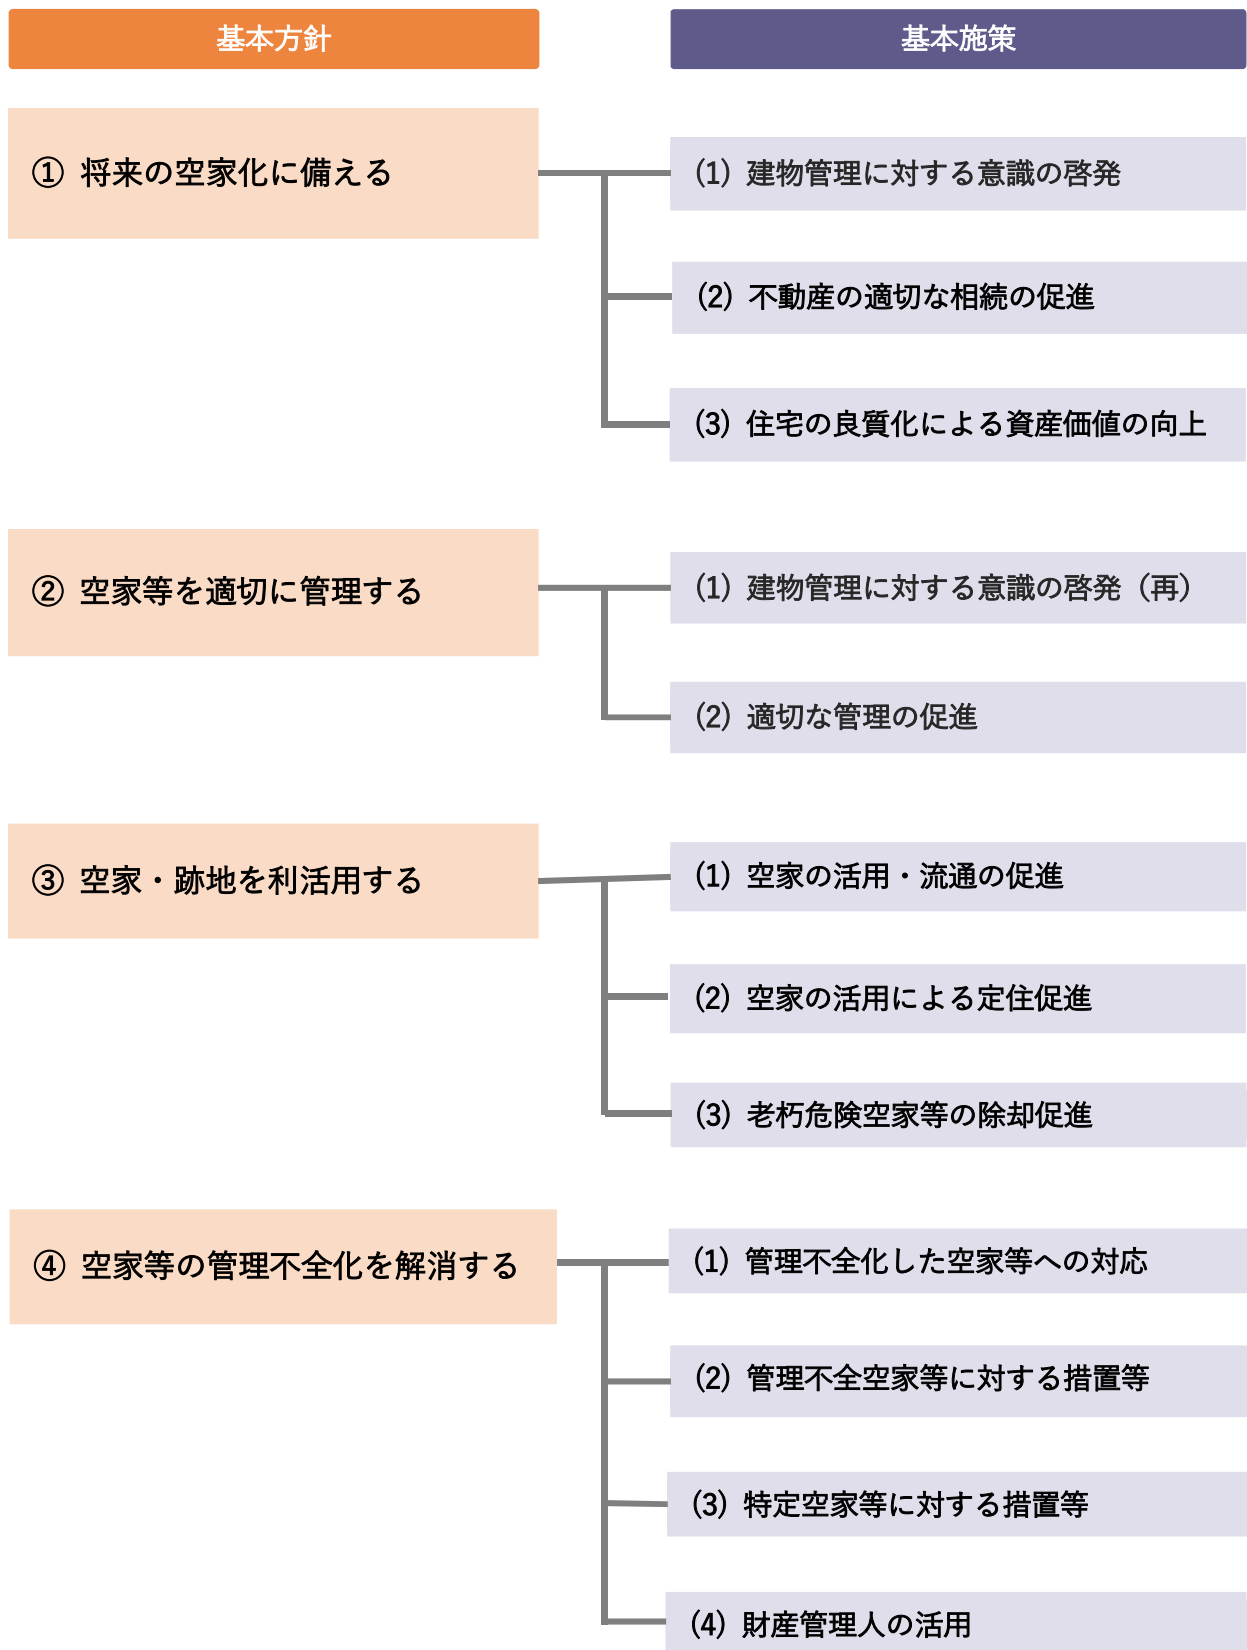 基本方針
基本施策
① 将来の空家化に備える
(1) 建物管理に対する意識の啓発
(2) 不動産の適切な相続の促進
(3) 住宅の良質化による資産価値の向上
② 空家等を適切に管理する
(1) 建物管理に対する意識の啓発（再）
(2) 適切な管理の促進
③ 空家・跡地を利活用する
(1) 空家の活用・流通の促進
(2) 空家の活用による定住促進
(3) 老朽危険空家等の除却促進
④ 空家等の管理不全化を解消する
(1) 管理不全化した空家等への対応
(2) 管理不全空家等に対する措置等
(3) 特定空家等に対する措置等
(4) 財産管理人の活用